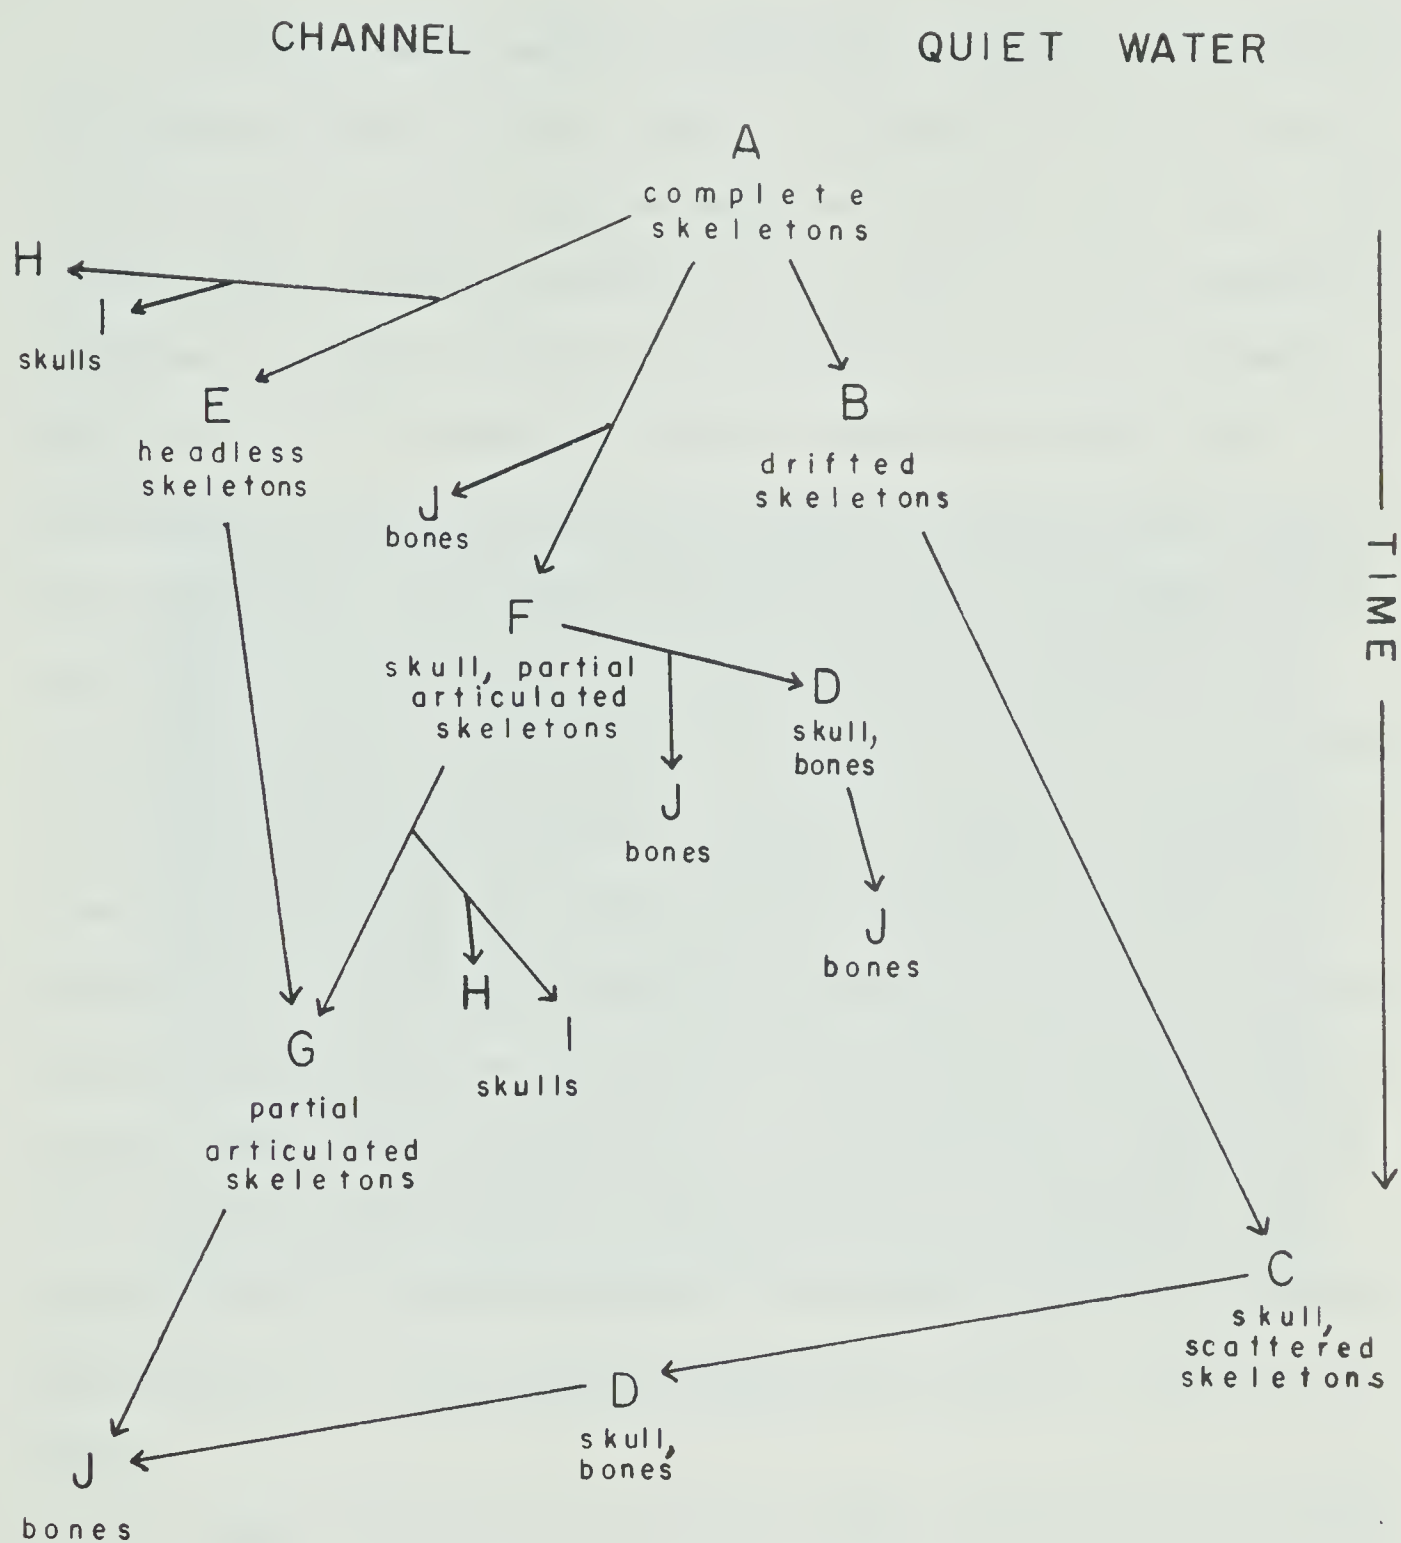 CHANNEL
QUIET WATER
A
complete
skeletons
H
I
skulls
E
headless
skeletons
B
drifted
skeletons
J
bones
TIME
F
skull, partial
articulated
skeletons
D
skull,
bones
J
bones
J
bones
H
I
skulls
G
partial
articulated
skeletons
C
skull,
scattered
skeletons
D
skull,
bones
J
bones